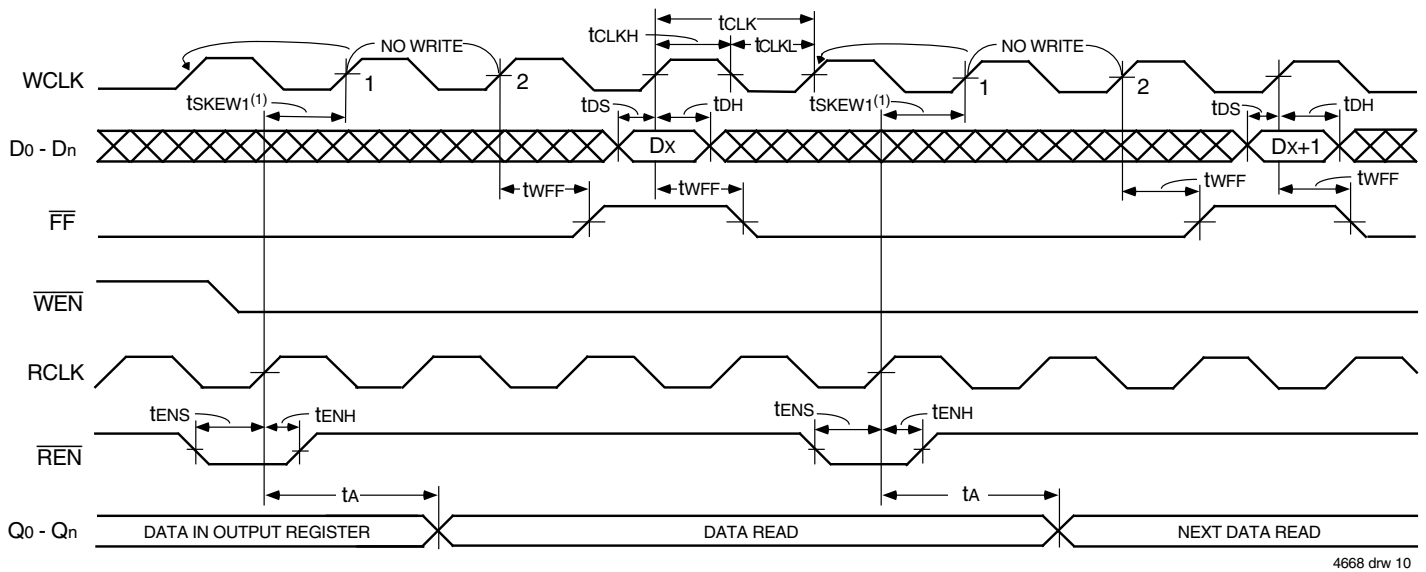 tCLK
tCLKH
tCLKL
NO WRITE
NO WRITE
WCLK
1
2
1
2
tSKEW1(1)
tDS
tDH
tSKEW1(1)
tDS
tDH
D0 - Dn
DX
DX+1
tWFF
tWFF
tWFF
tWFF
FF
WEN
RCLK
tENS
tENH
tENS
tENH
REN
tA
tA
Q0 - Qn
DATA IN OUTPUT REGISTER
DATA READ
NEXT DATA READ
4668 drw 10